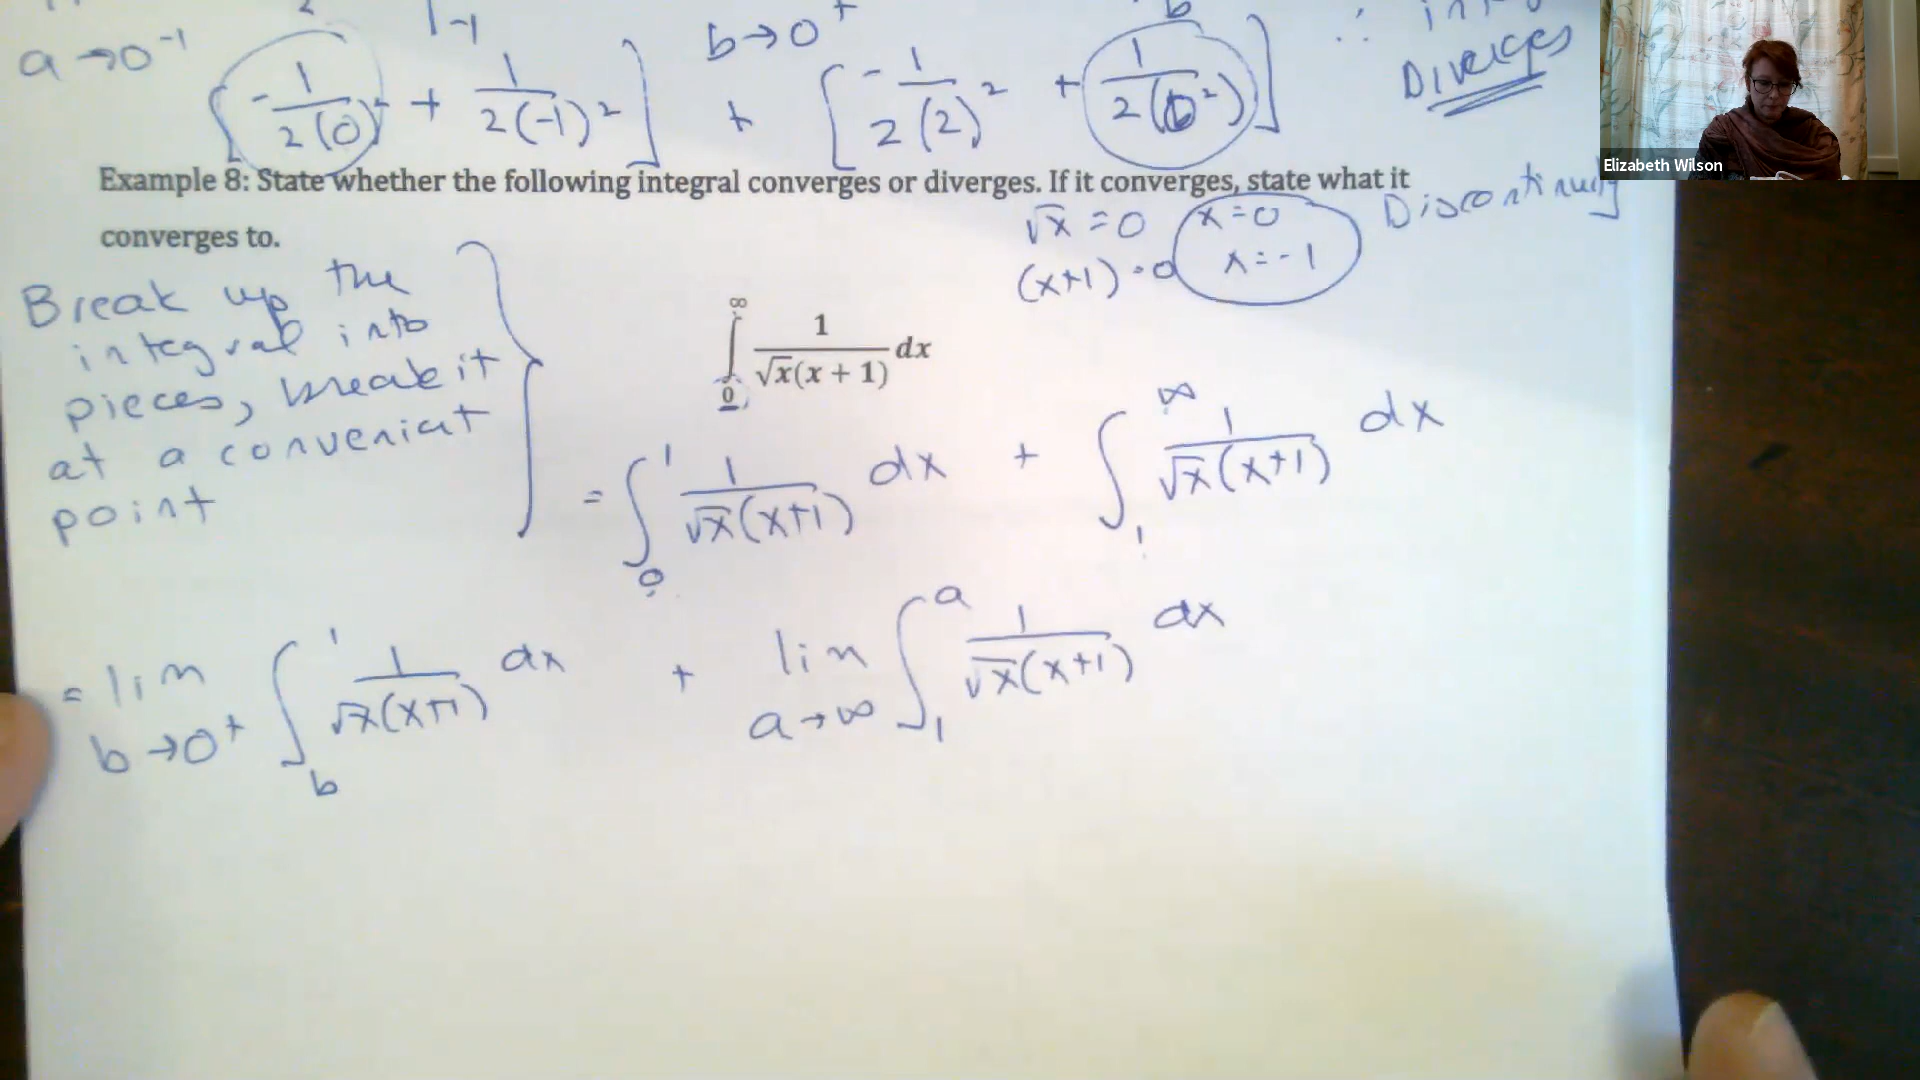 a → 0⁻¹
[-1/2(0)² + 1/2(-1)²] + [-1/2(2)² + 1/2(b²)]
b → 0⁺
Diverges
Elizabeth Wilson
Example 8: State whether the following integral converges or diverges. If it converges, state what it
converges to.
√x = 0 x = 0 Discontinuity
(x+1) = 0 x = -1
Break up the
integral into
pieces, break it
at a convenient
point
∫₀^∞ 1/(√x(x + 1)) dx
= ∫₀¹ 1/(√x(x+1)) dx + ∫₁^∞ 1/(√x(x+1)) dx
= lim b→0⁺ ∫_b¹ 1/(√x(x+1)) dx + lim a→∞ ∫₁^a 1/(√x(x+1)) dx